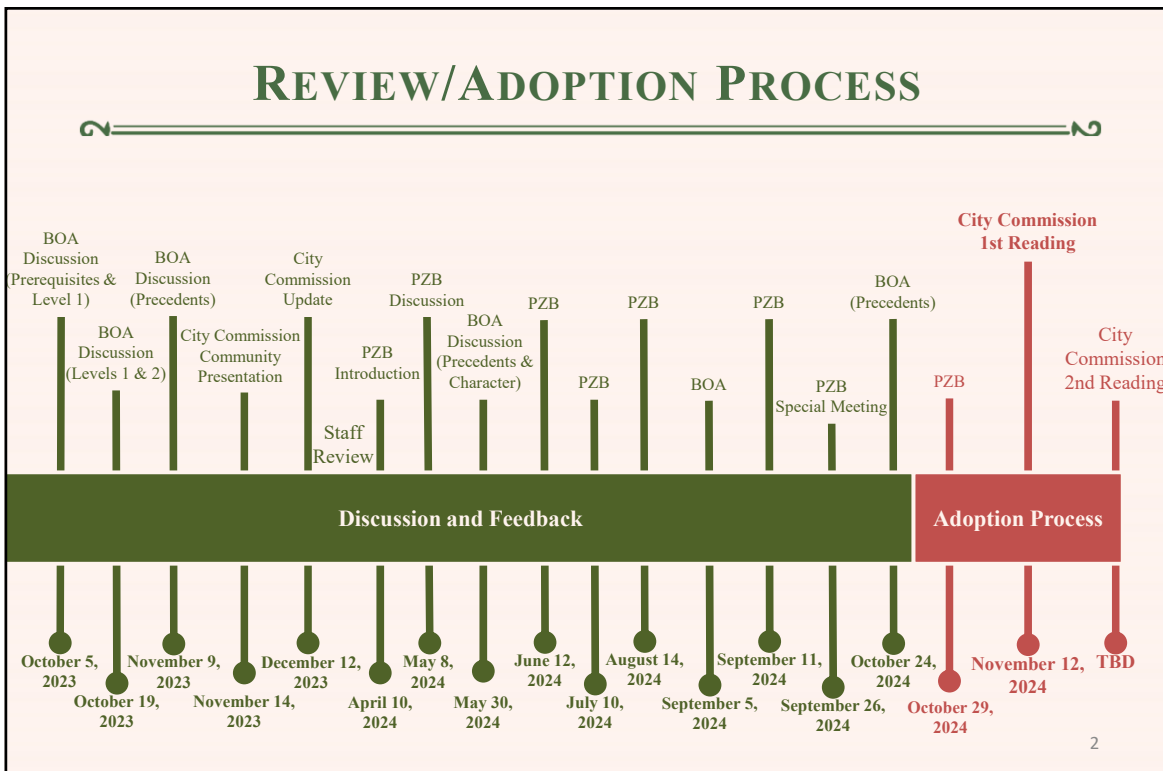 REVIEW/ADOPTION PROCESS
BOA
Discussion
(Prerequisites &
Level 1)
BOA
Discussion
(Levels 1 & 2)
BOA
Discussion
(Precedents)
City Commission
Community
Presentation
City
Commission
Update
Staff
Review
PZB
Introduction
PZB
Discussion
BOA
Discussion
(Precedents &
Character)
PZB
PZB
PZB
BOA
PZB
PZB
Special Meeting
BOA
(Precedents)
PZB
City Commission
1st Reading
City
Commission
2nd Reading
Discussion and Feedback
Adoption Process
October 5,
2023
October 19,
2023
November 9,
2023
November 14,
2023
December 12,
2023
April 10,
2024
May 8,
2024
May 30,
2024
June 12,
2024
July 10,
2024
August 14,
2024
September 5,
2024
September 11,
2024
September 26,
2024
October 24,
2024
October 29,
2024
November 12,
2024
TBD
2